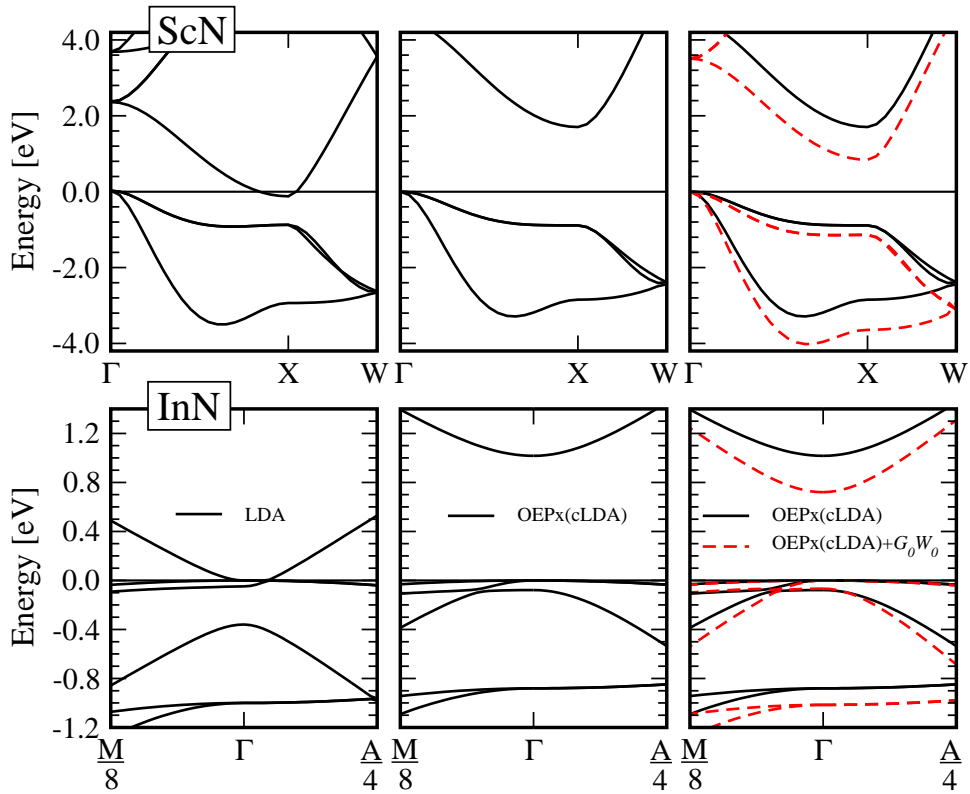 ScN
Energy [eV]
4.0
2.0
0.0
-2.0
-4.0
Γ X W
Γ X W
Γ X W
InN
Energy [eV]
1.2
0.8
0.4
0.0
-0.4
-0.8
-1.2
LDA
OEPx(cLDA)
OEPx(cLDA)
OEPx(cLDA)+G₀W₀
M/8 Γ A/4
M/8 Γ A/4
M/8 Γ A/4